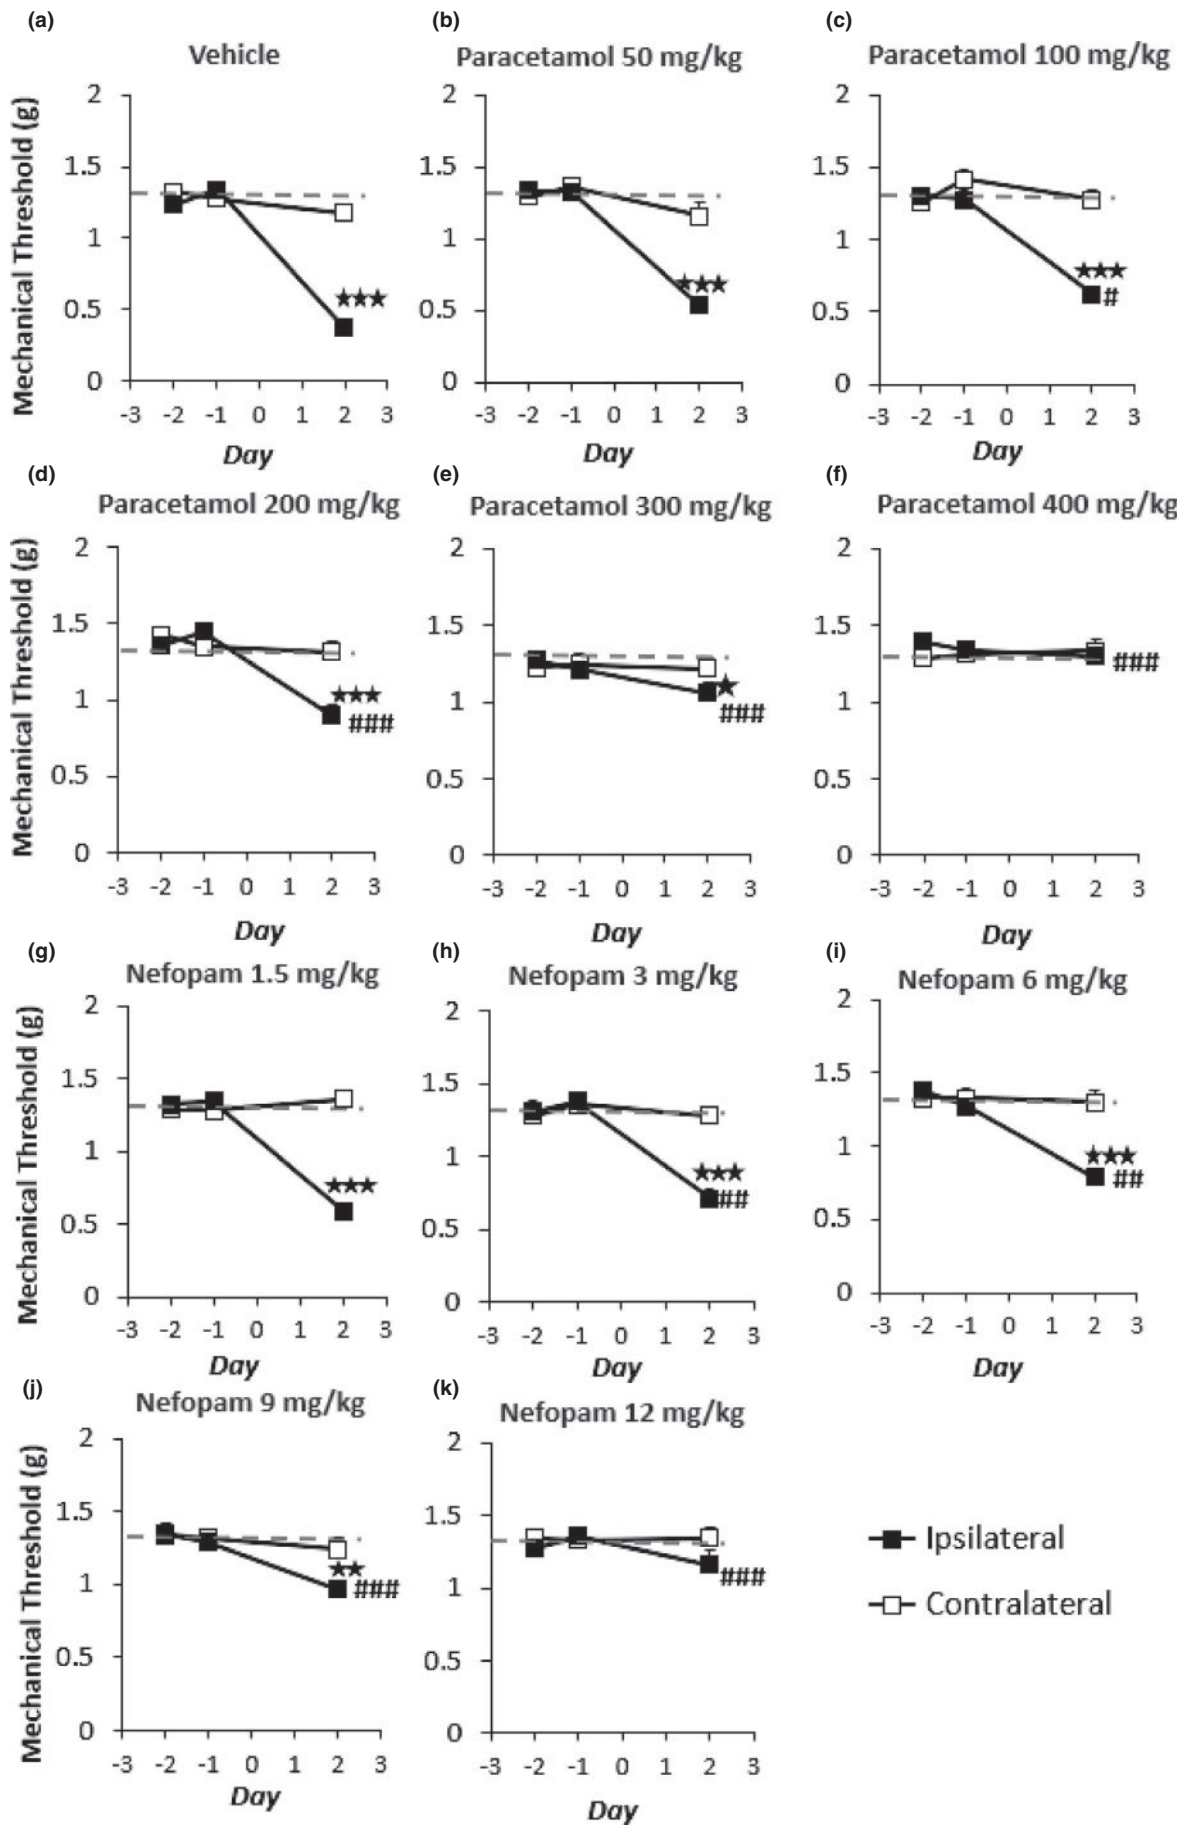 (a)
Vehicle
Mechanical Threshold (g)
2
1.5
1
0.5
0
-3 -2 -1 0 1 2 3
Day
★★★
(b)
Paracetamol 50 mg/kg
2
1.5
1
0.5
0
-3 -2 -1 0 1 2 3
Day
★★★
(c)
Paracetamol 100 mg/kg
2
1.5
1
0.5
0
-3 -2 -1 0 1 2 3
Day
★★★
#
(d)
Paracetamol 200 mg/kg
Mechanical Threshold (g)
2
1.5
1
0.5
0
-3 -2 -1 0 1 2 3
Day
★★★
###
(e)
Paracetamol 300 mg/kg
2
1.5
1
0.5
0
-3 -2 -1 0 1 2 3
Day
★
###
(f)
Paracetamol 400 mg/kg
2
1.5
1
0.5
0
-3 -2 -1 0 1 2 3
Day
###
(g)
Nefopam 1.5 mg/kg
Mechanical Threshold (g)
2
1.5
1
0.5
0
-3 -2 -1 0 1 2 3
Day
★★★
(h)
Nefopam 3 mg/kg
2
1.5
1
0.5
0
-3 -2 -1 0 1 2 3
Day
★★★
##
(i)
Nefopam 6 mg/kg
2
1.5
1
0.5
0
-3 -2 -1 0 1 2 3
Day
★★★
##
(j)
Nefopam 9 mg/kg
Mechanical Threshold (g)
2
1.5
1
0.5
0
-3 -2 -1 0 1 2 3
Day
★★
###
(k)
Nefopam 12 mg/kg
2
1.5
1
0.5
0
-3 -2 -1 0 1 2 3
Day
###
Ipsilateral
Contralateral